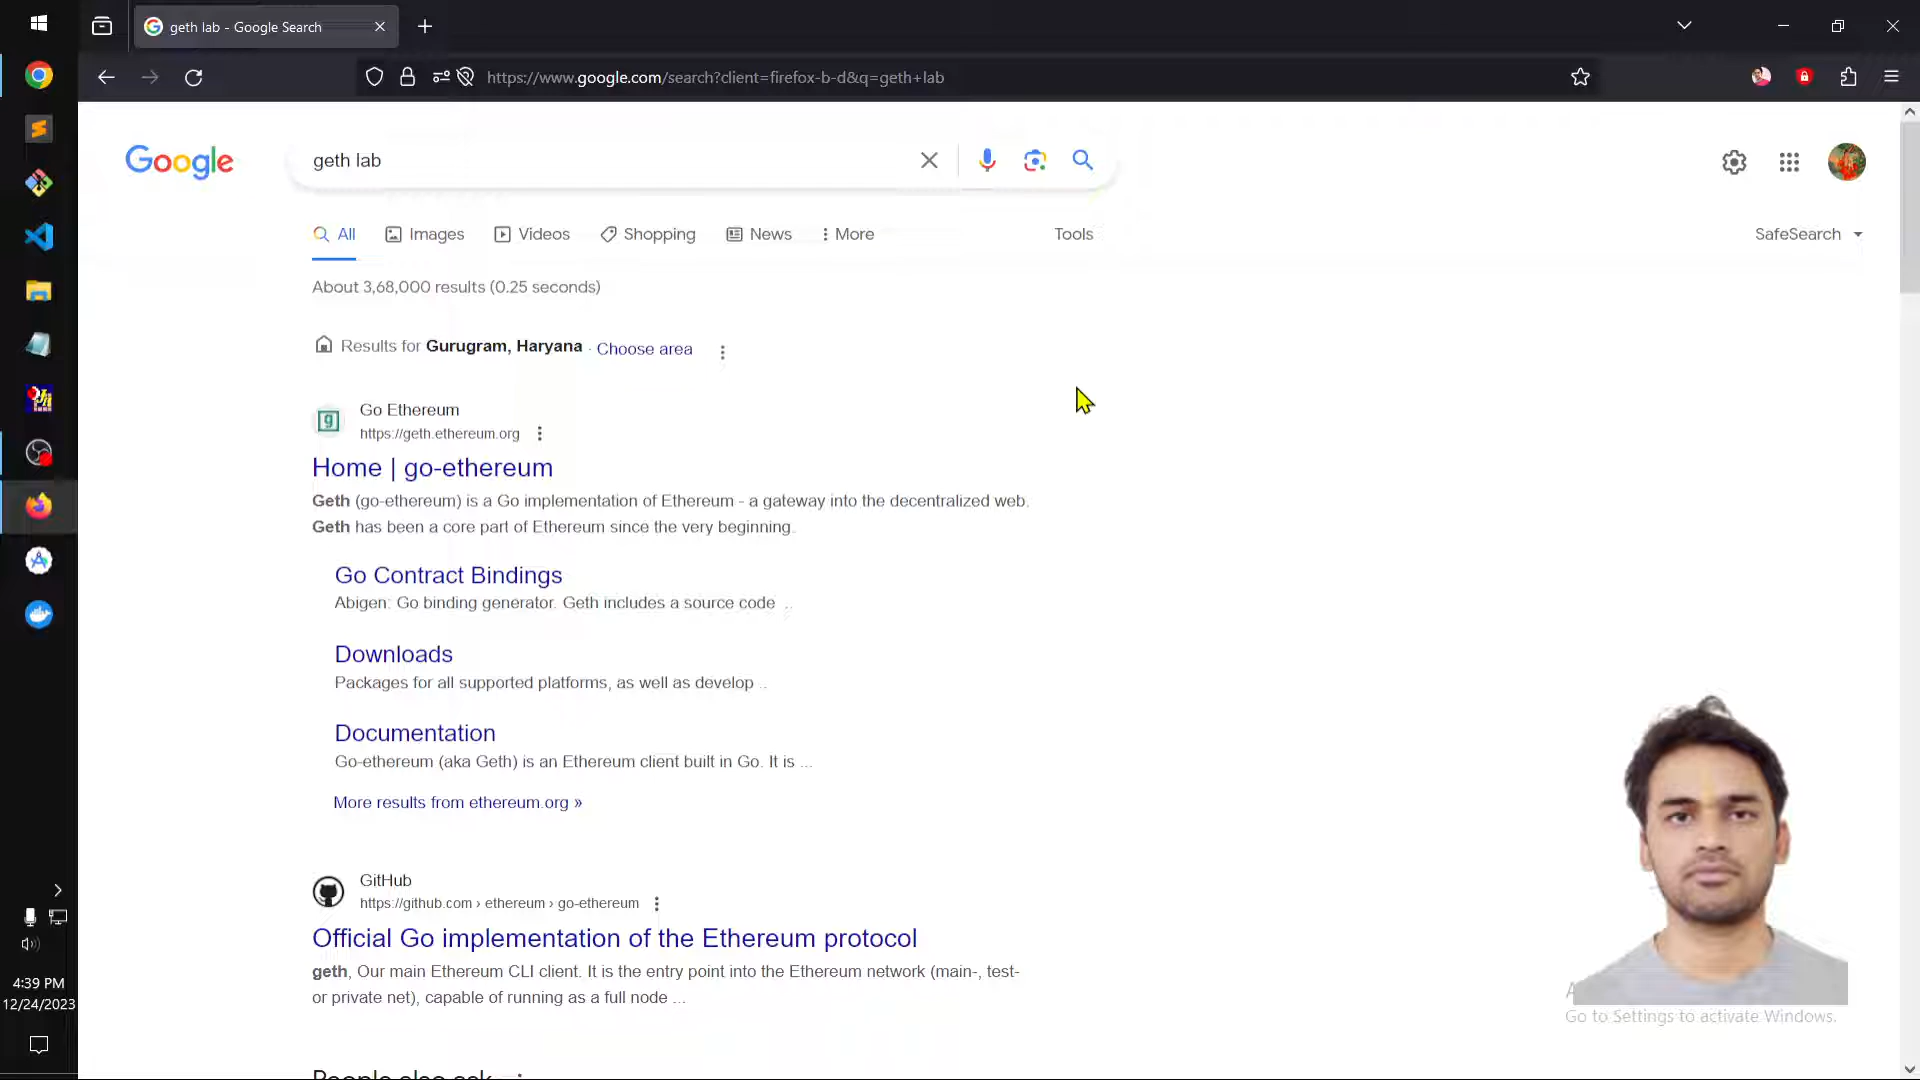 geth lab - Google Search
https://www.google.com/search?client=firefox-b-d&q=geth+lab
Google
geth lab
All
Images
Videos
Shopping
News
More
Tools
SafeSearch
About 3,68,000 results (0.25 seconds)
Results for Gurugram, Haryana · Choose area
Go Ethereum
https://geth.ethereum.org
Home | go-ethereum
Geth (go-ethereum) is a Go implementation of Ethereum - a gateway into the decentralized web.
Geth has been a core part of Ethereum since the very beginning.
Go Contract Bindings
Abigen: Go binding generator. Geth includes a source code ..
Downloads
Packages for all supported platforms, as well as develop ..
Documentation
Go-ethereum (aka Geth) is an Ethereum client built in Go. It is ...
More results from ethereum.org »
GitHub
https://github.com › ethereum › go-ethereum
Official Go implementation of the Ethereum protocol
geth, Our main Ethereum CLI client. It is the entry point into the Ethereum network (main-, test-
or private net), capable of running as a full node ...
People also ask
4:39 PM
12/24/2023
Go to Settings to activate Windows.